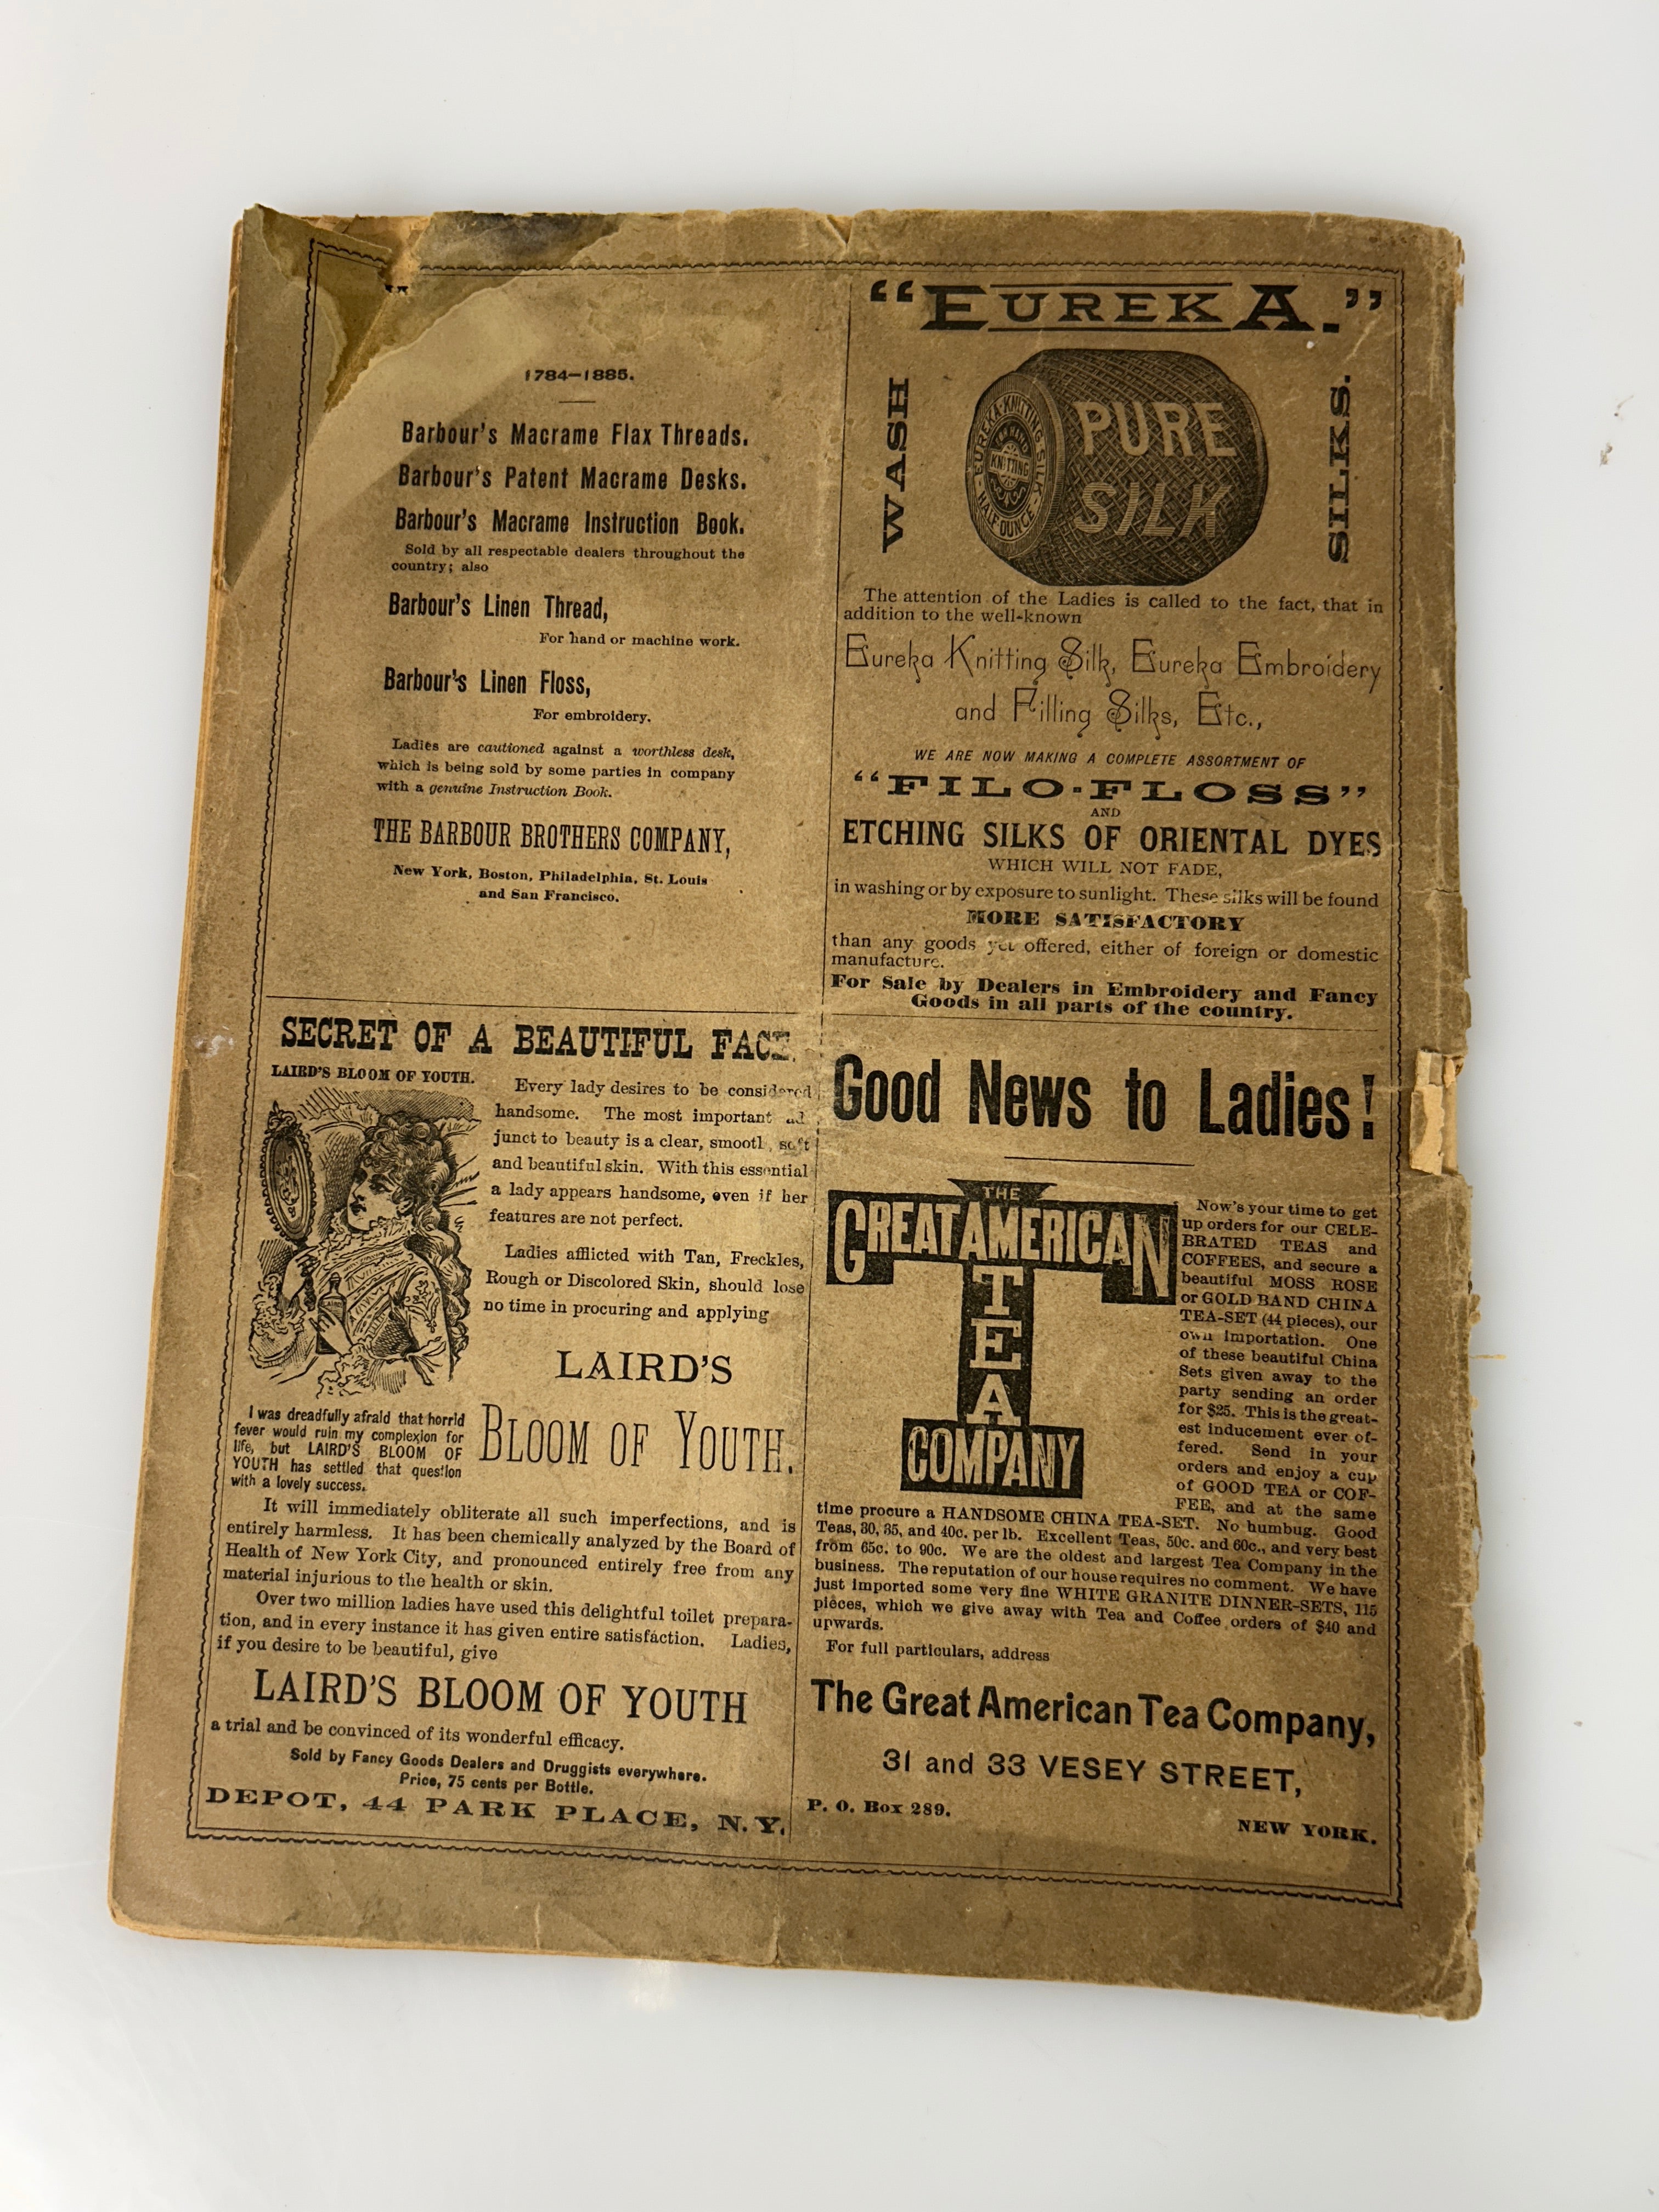 1784—1885.
Barbour's Macrame Flax Threads.
Barbour's Patent Macrame Desks.
Barbour's Macrame Instruction Book.
Sold by all respectable dealers throughout the
country; also
Barbour's Linen Thread,
For hand or machine work.
Barbour's Linen Floss,
For embroidery.
Ladies are cautioned against a worthless desk,
which is being sold by some parties in company
with a genuine Instruction Book.
THE BARBOUR BROTHERS COMPANY,
New York, Boston, Philadelphia, St. Louis
and San Francisco.
"EUREKA."
WASH
EUREKA·KNITTING SILK
KNITTING
HALF OUNCE
PURE
SILK
SILKS.
The attention of the Ladies is called to the fact, that in
addition to the well-known
Eureka Knitting Silk, Eureka Embroidery
and Filling Silks, Etc.,
WE ARE NOW MAKING A COMPLETE ASSORTMENT OF
"FILO-FLOSS"
AND
ETCHING SILKS OF ORIENTAL DYES
WHICH WILL NOT FADE,
in washing or by exposure to sunlight. These silks will be found
MORE SATISFACTORY
than any goods yet offered, either of foreign or domestic
manufacture.
For Sale by Dealers in Embroidery and Fancy
Goods in all parts of the country.
SECRET OF A BEAUTIFUL FACE.
LAIRD'S BLOOM OF YOUTH.
Every lady desires to be considered
handsome. The most important ad
junct to beauty is a clear, smooth, soft
and beautiful skin. With this essential
a lady appears handsome, even if her
features are not perfect.
Ladies afflicted with Tan, Freckles,
Rough or Discolored Skin, should lose
no time in procuring and applying
LAIRD'S
BLOOM OF YOUTH.
I was dreadfully afraid that horrid
fever would ruin my complexion for
life, but LAIRD'S BLOOM OF
YOUTH has settled that question
with a lovely success.
It will immediately obliterate all such imperfections, and is
entirely harmless. It has been chemically analyzed by the Board of
Health of New York City, and pronounced entirely free from any
material injurious to the health or skin.
Over two million ladies have used this delightful toilet prepara-
tion, and in every instance it has given entire satisfaction. Ladies,
if you desire to be beautiful, give
LAIRD'S BLOOM OF YOUTH
a trial and be convinced of its wonderful efficacy.
Sold by Fancy Goods Dealers and Druggists everywhere.
Price, 75 cents per Bottle.
DEPOT, 44 PARK PLACE, N. Y.
Good News to Ladies!
THE
GREAT AMERICAN
TEA
COMPANY
Now's your time to get
up orders for our CELE-
BRATED TEAS and
COFFEES, and secure a
beautiful MOSS ROSE
or GOLD BAND CHINA
TEA-SET (44 pieces), our
own importation. One
of these beautiful China
Sets given away to the
party sending an order
for $25. This is the great-
est inducement ever of-
fered. Send in your
orders and enjoy a cup
of GOOD TEA or COF-
FEE, and at the same
time procure a HANDSOME CHINA TEA-SET. No humbug. Good
Teas, 30, 35, and 40c. per lb. Excellent Teas, 50c. and 60c., and very best
from 65c. to 90c. We are the oldest and largest Tea Company in the
business. The reputation of our house requires no comment. We have
just imported some very fine WHITE GRANITE DINNER-SETS, 115
pieces, which we give away with Tea and Coffee orders of $40 and
upwards.
For full particulars, address
The Great American Tea Company,
31 and 33 VESEY STREET,
P. O. Box 289.
NEW YORK.